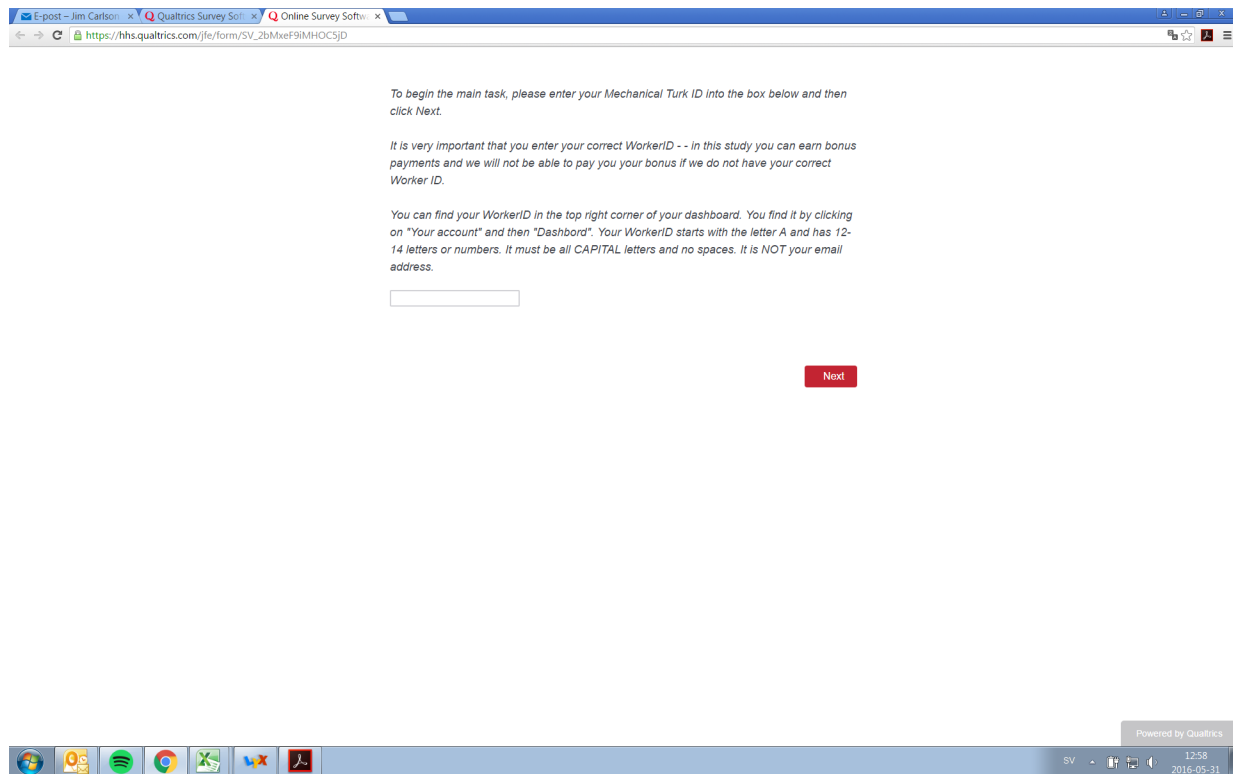 E-post – Jim Carlson
Qualtrics Survey Soft
Online Survey Softw
https://hhs.qualtrics.com/jfe/form/SV_2bMxeF9iMHOC5jD
To begin the main task, please enter your Mechanical Turk ID into the box below and then
click Next.
It is very important that you enter your correct WorkerID - - in this study you can earn bonus
payments and we will not be able to pay you your bonus if we do not have your correct
Worker ID.
You can find your WorkerID in the top right corner of your dashboard. You find it by clicking
on "Your account" and then "Dashbord". Your WorkerID starts with the letter A and has 12-
14 letters or numbers. It must be all CAPITAL letters and no spaces. It is NOT your email
address.
Next
Powered by Qualtrics
SV
12:58
2016-05-31